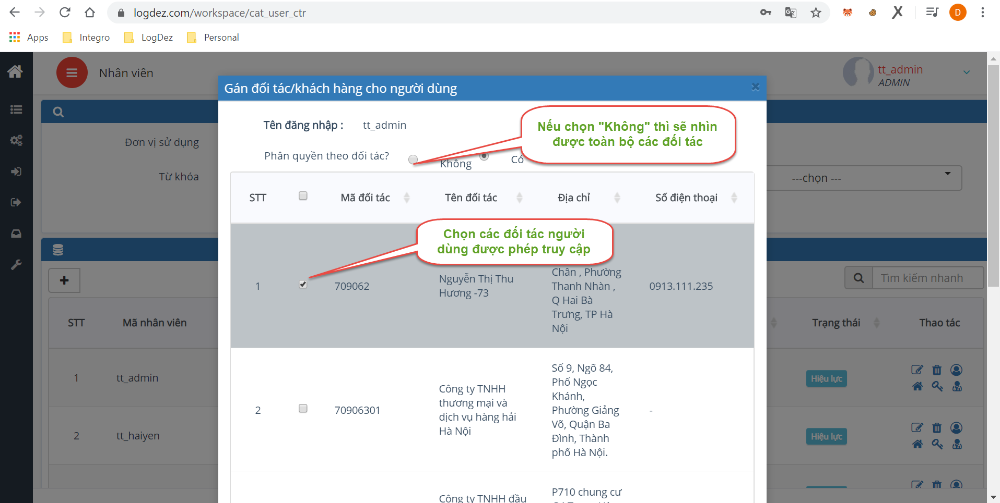 logdez.com/workspace/cat_user_ctr
D
Apps Integro LogDez Personal
Nhân viên
tt_admin
ADMIN
Gán đối tác/khách hàng cho người dùng
Tên đăng nhập : tt_admin
Nếu chọn "Không" thì sẽ nhìn
được toàn bộ các đối tác
Phân quyền theo đối tác? Không Có
Đơn vị sử dụng
Từ khóa
---chọn ---
STT Mã đối tác Tên đối tác Địa chỉ Số điện thoại
Chọn các đối tác người
dùng được phép truy cập
1 709062
Nguyễn Thị Thu
Hương -73
Chân , Phường
Thanh Nhàn ,
Q Hai Bà
Trưng, TP Hà
Nội
0913.111.235
2 70906301
Công ty TNHH
thương mại và
dịch vụ hàng hải
Hà Nội
Số 9, Ngõ 84,
Phố Ngọc
Khánh,
Phường Giảng
Võ, Quận Ba
Đình, Thành
phố Hà Nội.
-
Công ty TNHH đầu
P710 chung cư
Tìm kiếm nhanh
STT Mã nhân viên Trạng thái Thao tác
1 tt_admin Hiệu lực
2 tt_haiyen Hiệu lực